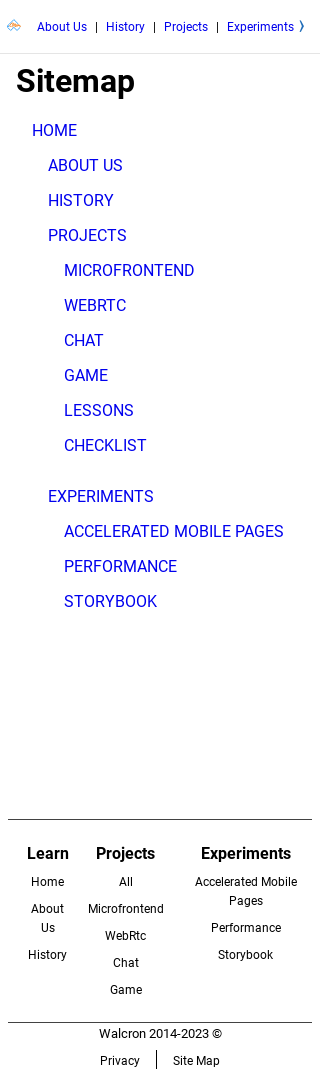 About Us | History | Projects | Experiments ❯
Sitemap
HOME
ABOUT US
HISTORY
PROJECTS
MICROFRONTEND
WEBRTC
CHAT
GAME
LESSONS
CHECKLIST
EXPERIMENTS
ACCELERATED MOBILE PAGES
PERFORMANCE
STORYBOOK
Learn
Home
About
Us
History
Projects
All
Microfrontend
WebRtc
Chat
Game
Experiments
Accelerated Mobile
Pages
Performance
Storybook
Walcron 2014-2023 ©
Privacy | Site Map